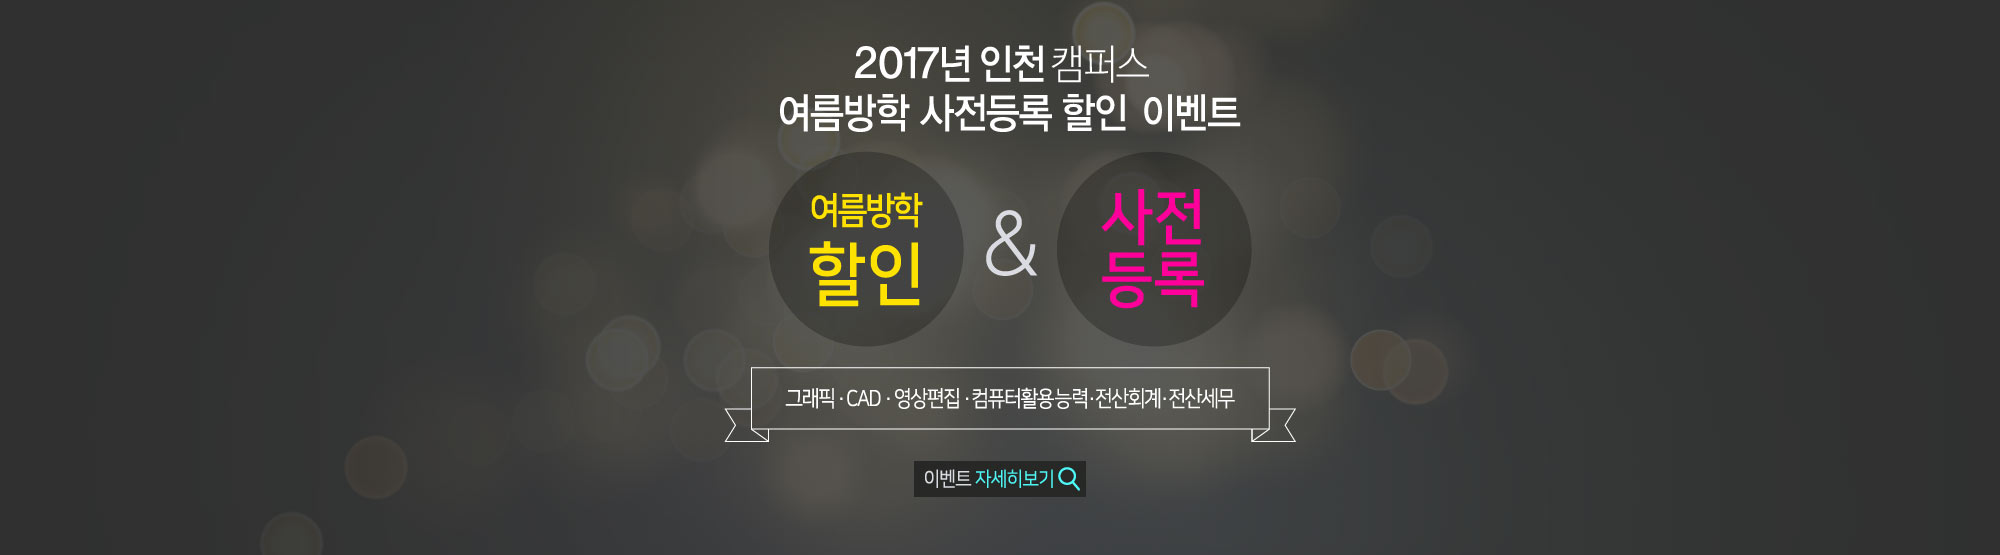 2017년 인천 캠퍼스
여름방학 사전등록 할인 이벤트
여름방학
할인
&
사전
등록
그래픽 · CAD · 영상편집 · 컴퓨터활용능력·전산회계·전산세무
이벤트 자세히보기